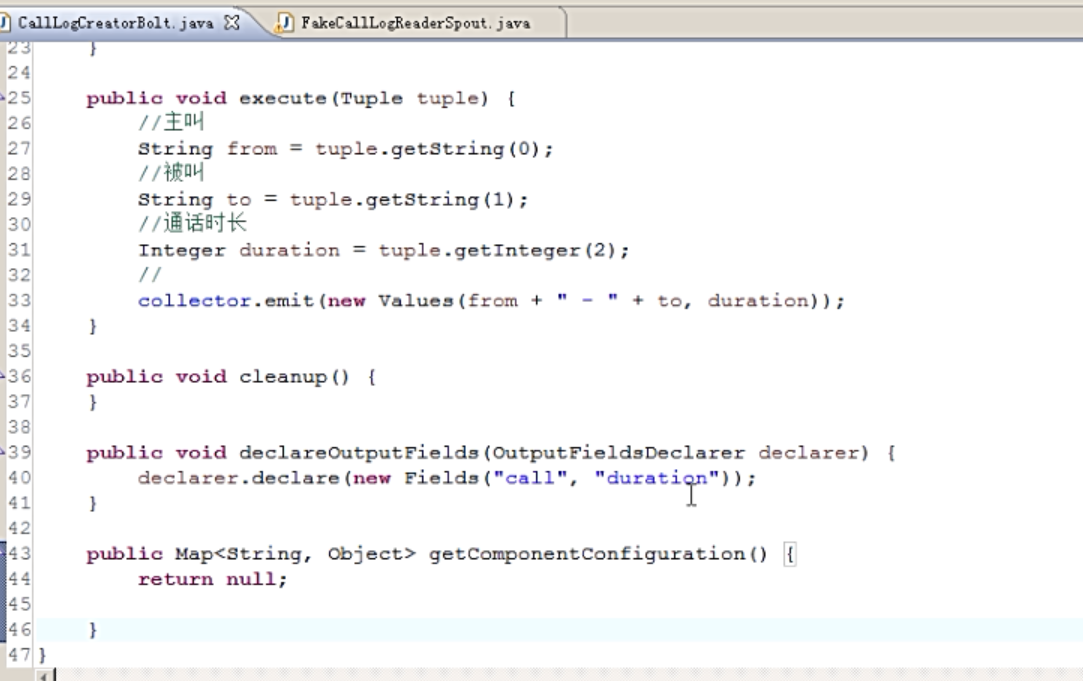 CallLogCreatorBolt.java FakeCallLogReaderSpout.java
23 }
24
25 public void execute(Tuple tuple) {
26 //主叫
27 String from = tuple.getString(0);
28 //被叫
29 String to = tuple.getString(1);
30 //通话时长
31 Integer duration = tuple.getInteger(2);
32 //
33 collector.emit(new Values(from + " - " + to, duration));
34 }
35
36 public void cleanup() {
37 }
38
39 public void declareOutputFields(OutputFieldsDeclarer declarer) {
40 declarer.declare(new Fields("call", "duration"));
41 }
42
43 public Map<String, Object> getComponentConfiguration() {
44 return null;
45
46 }
47 }